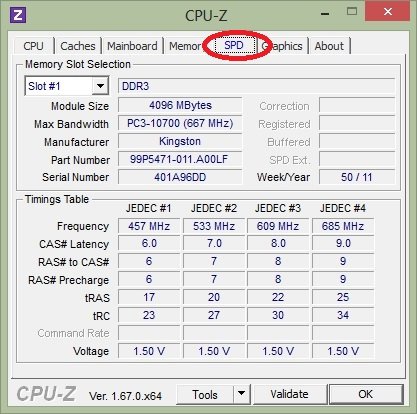 Z CPU-Z
CPU Caches Mainboard Memor SPD Graphics About
Memory Slot Selection
Slot #1 DDR3
Module Size 4096 MBytes Correction
Max Bandwidth PC3-10700 (667 MHz) Registered
Manufacturer Kingston Buffered
Part Number 99P5471-011.A00LF SPD Ext.
Serial Number 401A96DD Week/Year 50 / 11
Timings Table
JEDEC #1 JEDEC #2 JEDEC #3 JEDEC #4
Frequency 457 MHz 533 MHz 609 MHz 685 MHz
CAS# Latency 6.0 7.0 8.0 9.0
RAS# to CAS# 6 7 8 9
RAS# Precharge 6 7 8 9
tRAS 17 20 22 25
tRC 23 27 30 34
Command Rate
Voltage 1.50 V 1.50 V 1.50 V 1.50 V
CPU-Z Ver. 1.67.0.x64 Tools Validate OK